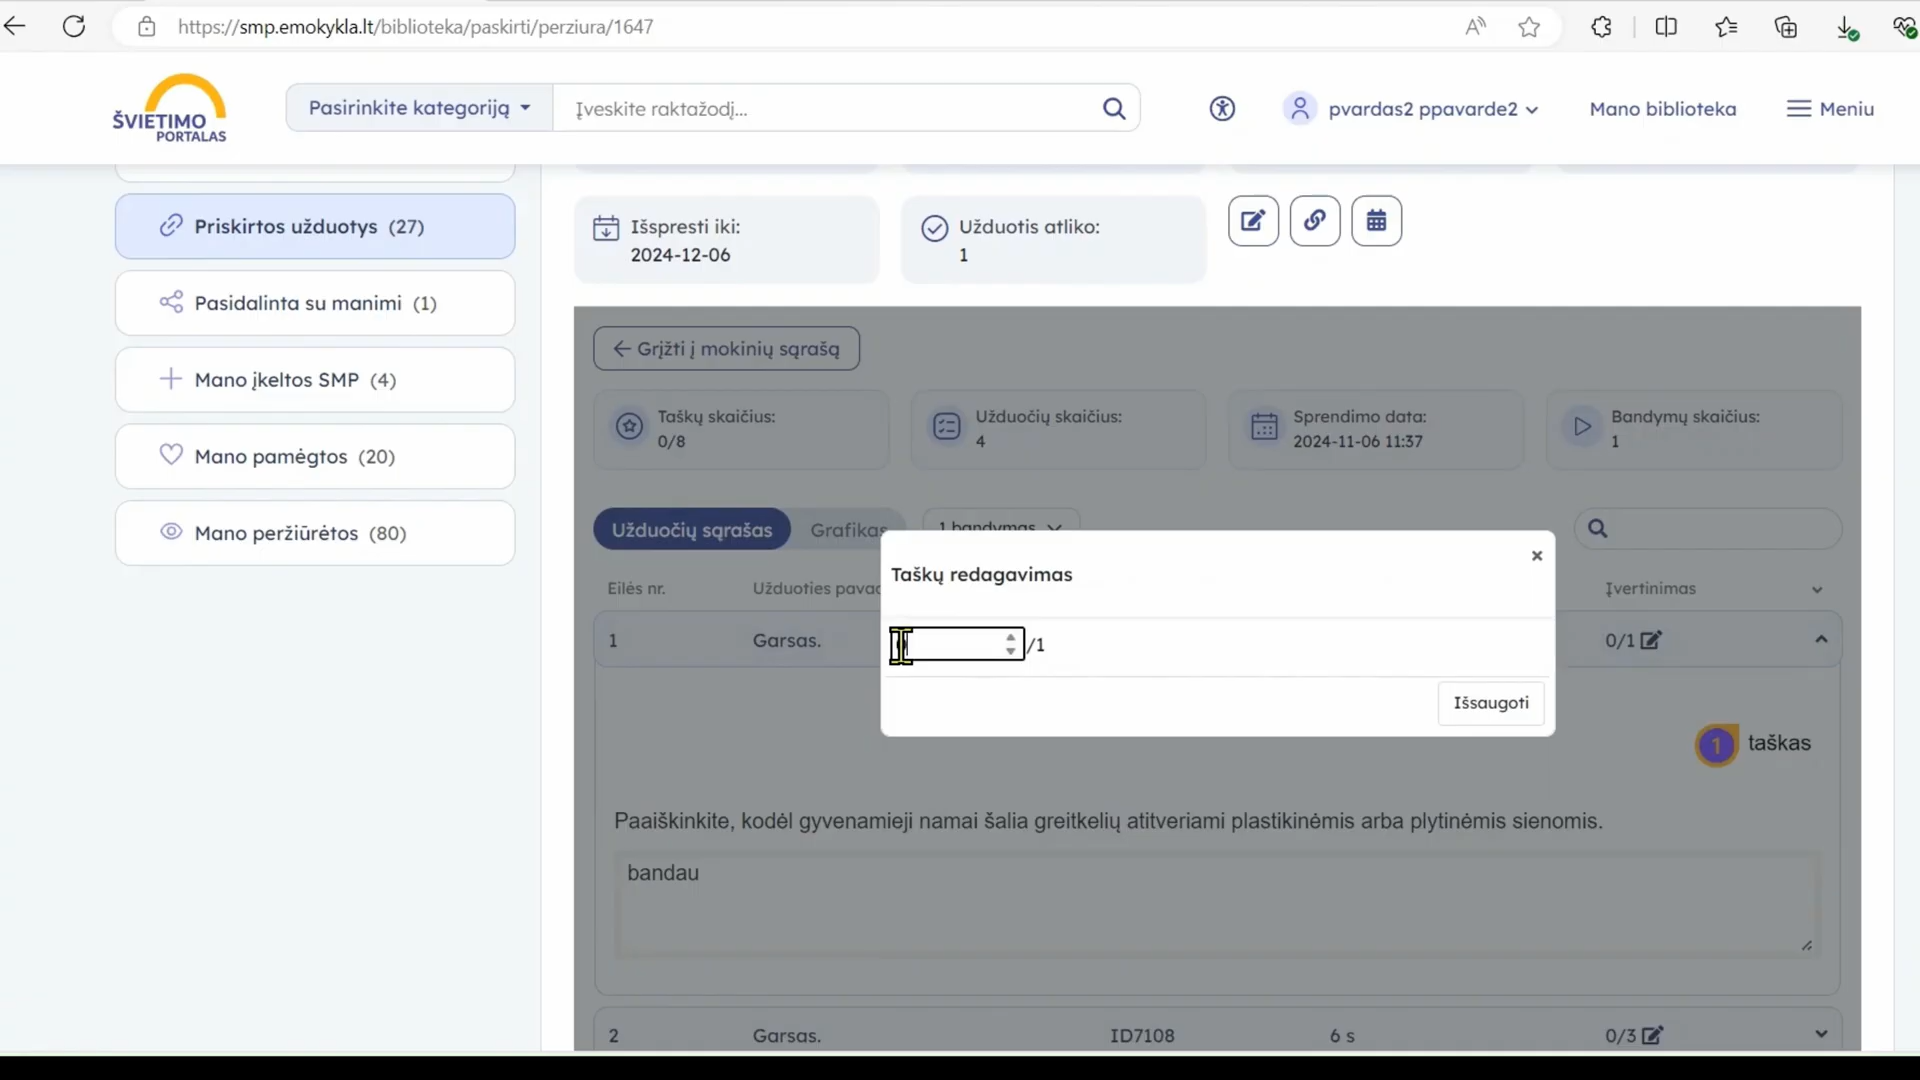 https://smp.emokykla.lt/biblioteka/paskirti/perziura/1647
ŠVIETIMO
PORTALAS
Pasirinkite kategoriją
Įveskite raktažodį...
pvardas2 ppavarde2
Mano biblioteka
Meniu
Priskirtos užduotys (27)
Pasidalinta su manimi (1)
Mano įkeltos SMP (4)
Mano pamėgtos (20)
Mano peržiūrėtos (80)
Išspresti iki:
2024-12-06
Užduotis atliko:
1
Grįžti į mokinių sąrašą
Taškų skaičius:
0/8
Užduočių skaičius:
4
Sprendimo data:
2024-11-06 11:37
Bandymų skaičius:
1
Užduočių sąrašas
Grafikas
1 bandymas
Eilės nr.
Užduoties pavad
Įvertinimas
1
Garsas.
0/1
Taškų redagavimas
/1
Išsaugoti
1 taškas
Paaiškinkite, kodėl gyvenamieji namai šalia greitkelių atitveriami plastikinėmis arba plytinėmis sienomis.
bandau
2
Garsas.
ID7108
6 s
0/3